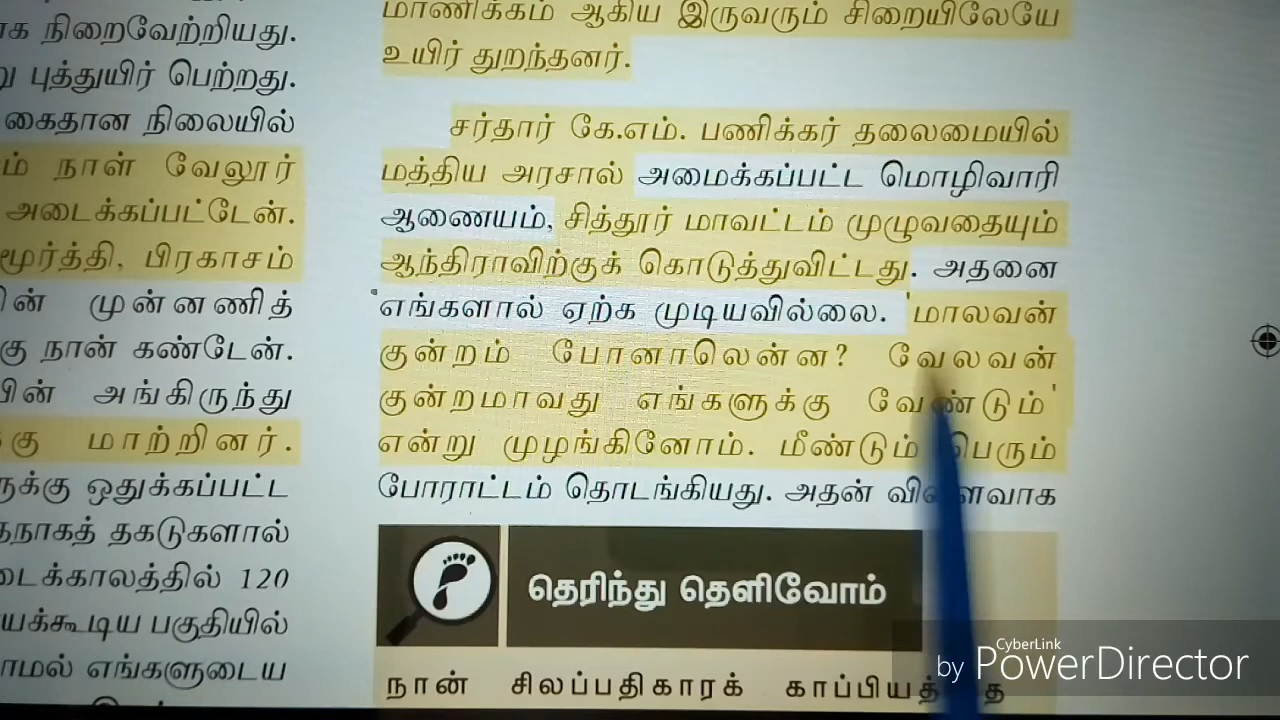 நிறைவேற்றியது.
புத்துயிர் பெற்றது.
கைதான நிலையில்
நாள் வேலூர்
அடைக்கப்பட்டேன்.
பிரகாசம்
முன்னணித்
நான் கண்டேன்.
அங்கிருந்து
மாற்றினர்.
ஒதுக்கப்பட்ட
தகடுகளால்
120
பகுதியில்
எங்களுடைய
மாணிக்கம் ஆகிய இருவரும் சிறையிலேயே
உயிர் துறந்தனர்.
சர்தார் கே.எம். பணிக்கர் தலைமையில்
மத்திய அரசால் அமைக்கப்பட்ட மொழிவாரி
ஆணையம், சித்தூர் மாவட்டம் முழுவதையும்
ஆந்திராவிற்குக் கொடுத்துவிட்டது. அதனை
எங்களால் ஏற்க முடியவில்லை. 'மாலவன்
குன்றம் போனாலென்ன? வேலவன்
குன்றமாவது எங்களுக்கு வேண்டும்'
என்று முழங்கினோம். மீண்டும் பெரும்
போராட்டம் தொடங்கியது. அதன் விளைவாக
தெரிந்து தெளிவோம்
நான் சிலப்பதிகாரக்
CyberLink
by PowerDirector